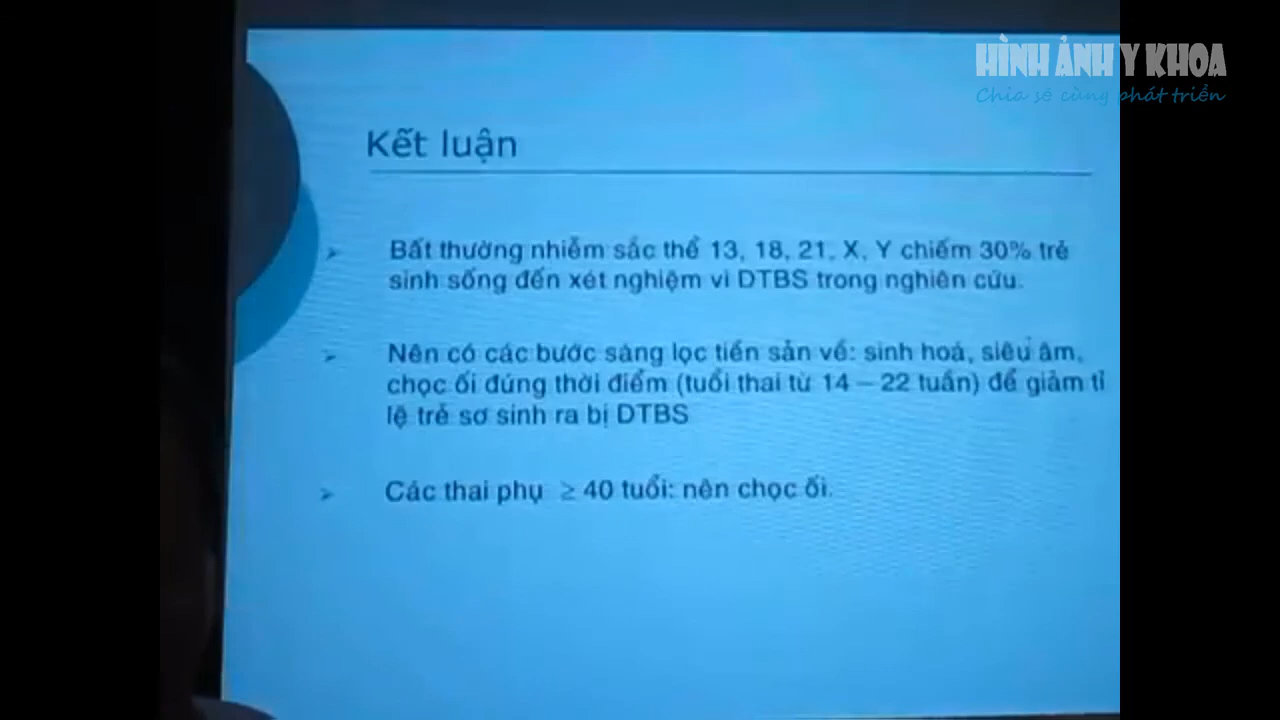 HÌNH ẢNH Y KHOA
Chia sẻ cùng phát triển
Kết luận
➢ Bất thường nhiễm sắc thể 13, 18, 21, X, Y chiếm 30% trẻ
sinh sống đến xét nghiệm vì DTBS trong nghiên cứu.
➢ Nên có các bước sàng lọc tiền sản về: sinh hoá, siêu âm,
chọc ối đúng thời điểm (tuổi thai từ 14 – 22 tuần) để giảm tỉ
lệ trẻ sơ sinh ra bị DTBS
➢ Các thai phụ ≥ 40 tuổi: nên chọc ối.